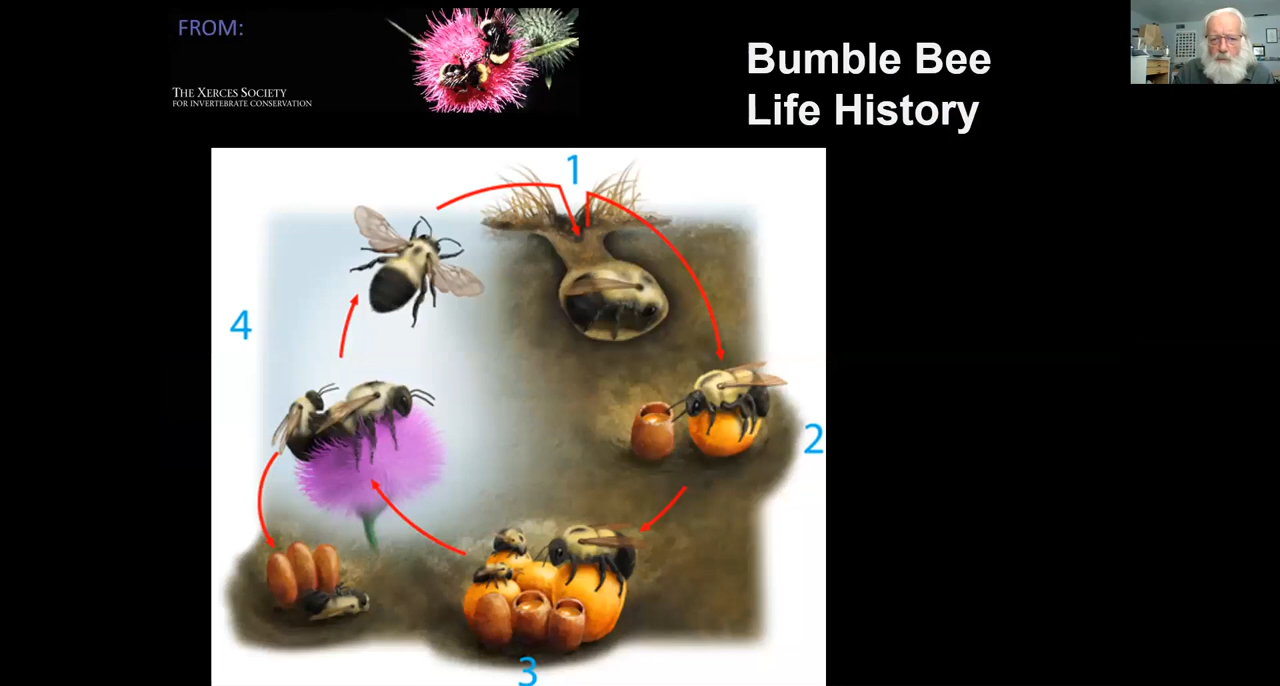 FROM:
THE XERCES SOCIETY
FOR INVERTEBRATE CONSERVATION
Bumble Bee
Life History
1
4
2
3